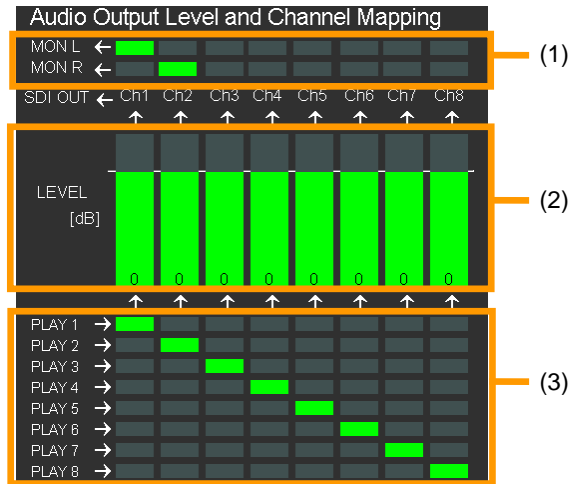 Audio Output Level and Channel Mapping
MON L ←
MON R ←
(1)
SDI OUT ← Ch1 Ch2 Ch3 Ch4 Ch5 Ch6 Ch7 Ch8
↑ ↑ ↑ ↑ ↑ ↑ ↑ ↑
LEVEL
[dB]
(2)
0 0 0 0 0 0 0 0
↑ ↑ ↑ ↑ ↑ ↑ ↑ ↑
PLAY 1 →
PLAY 2 →
PLAY 3 →
PLAY 4 →
(3)
PLAY 5 →
PLAY 6 →
PLAY 7 →
PLAY 8 →